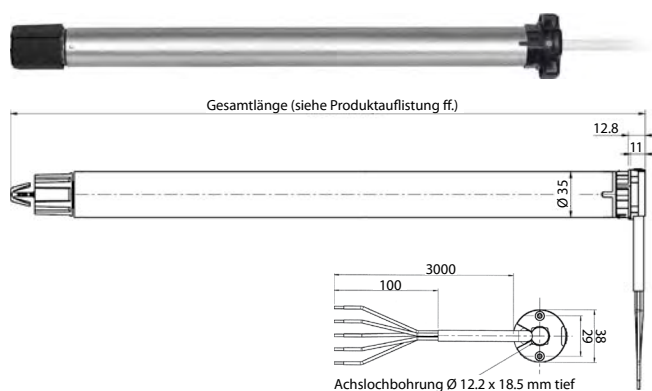 Gesamtlänge (siehe Produktauflistung ff.)
12.8
11
Ø 35
3000
100
29
38
Achslochbohrung Ø 12.2 x 18.5 mm tief